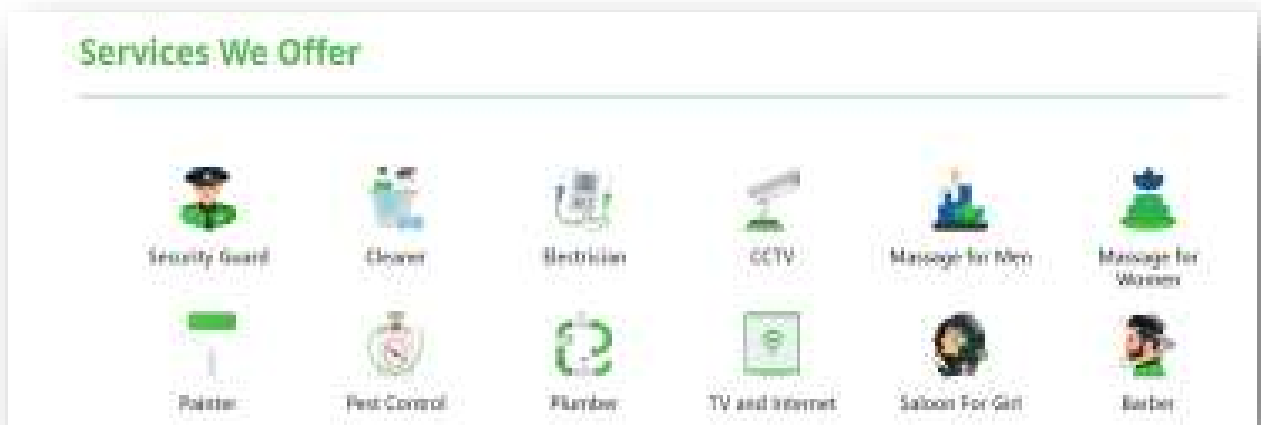 Services We Offer
Security Guard
Cleaner
Electrician
CCTV
Massage for Men
Massage for
Women
Painter
Pest Control
Plumber
TV and Internet
Saloon For Girl
Barber